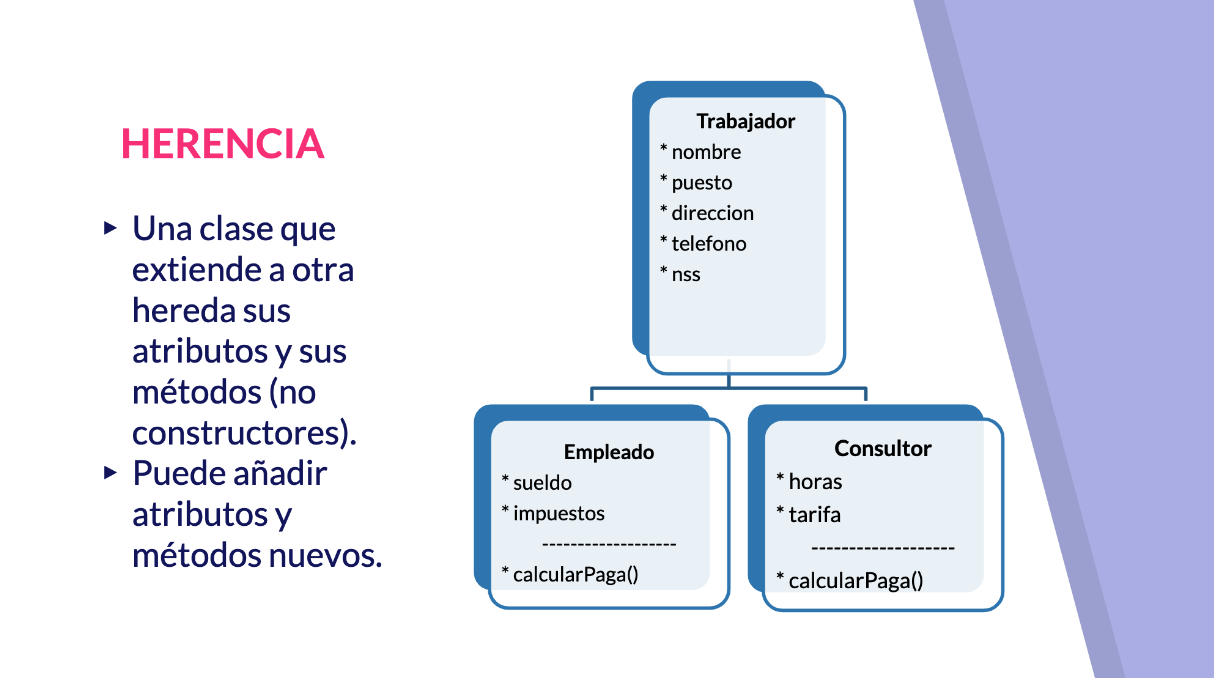 HERENCIA
▸ Una clase que
extiende a otra
hereda sus
atributos y sus
métodos (no
constructores).
▸ Puede añadir
atributos y
métodos nuevos.
Trabajador
* nombre
* puesto
* direccion
* telefono
* nss
Empleado
* sueldo
* impuestos
-------------------
* calcularPaga()
Consultor
* horas
* tarifa
-------------------
* calcularPaga()